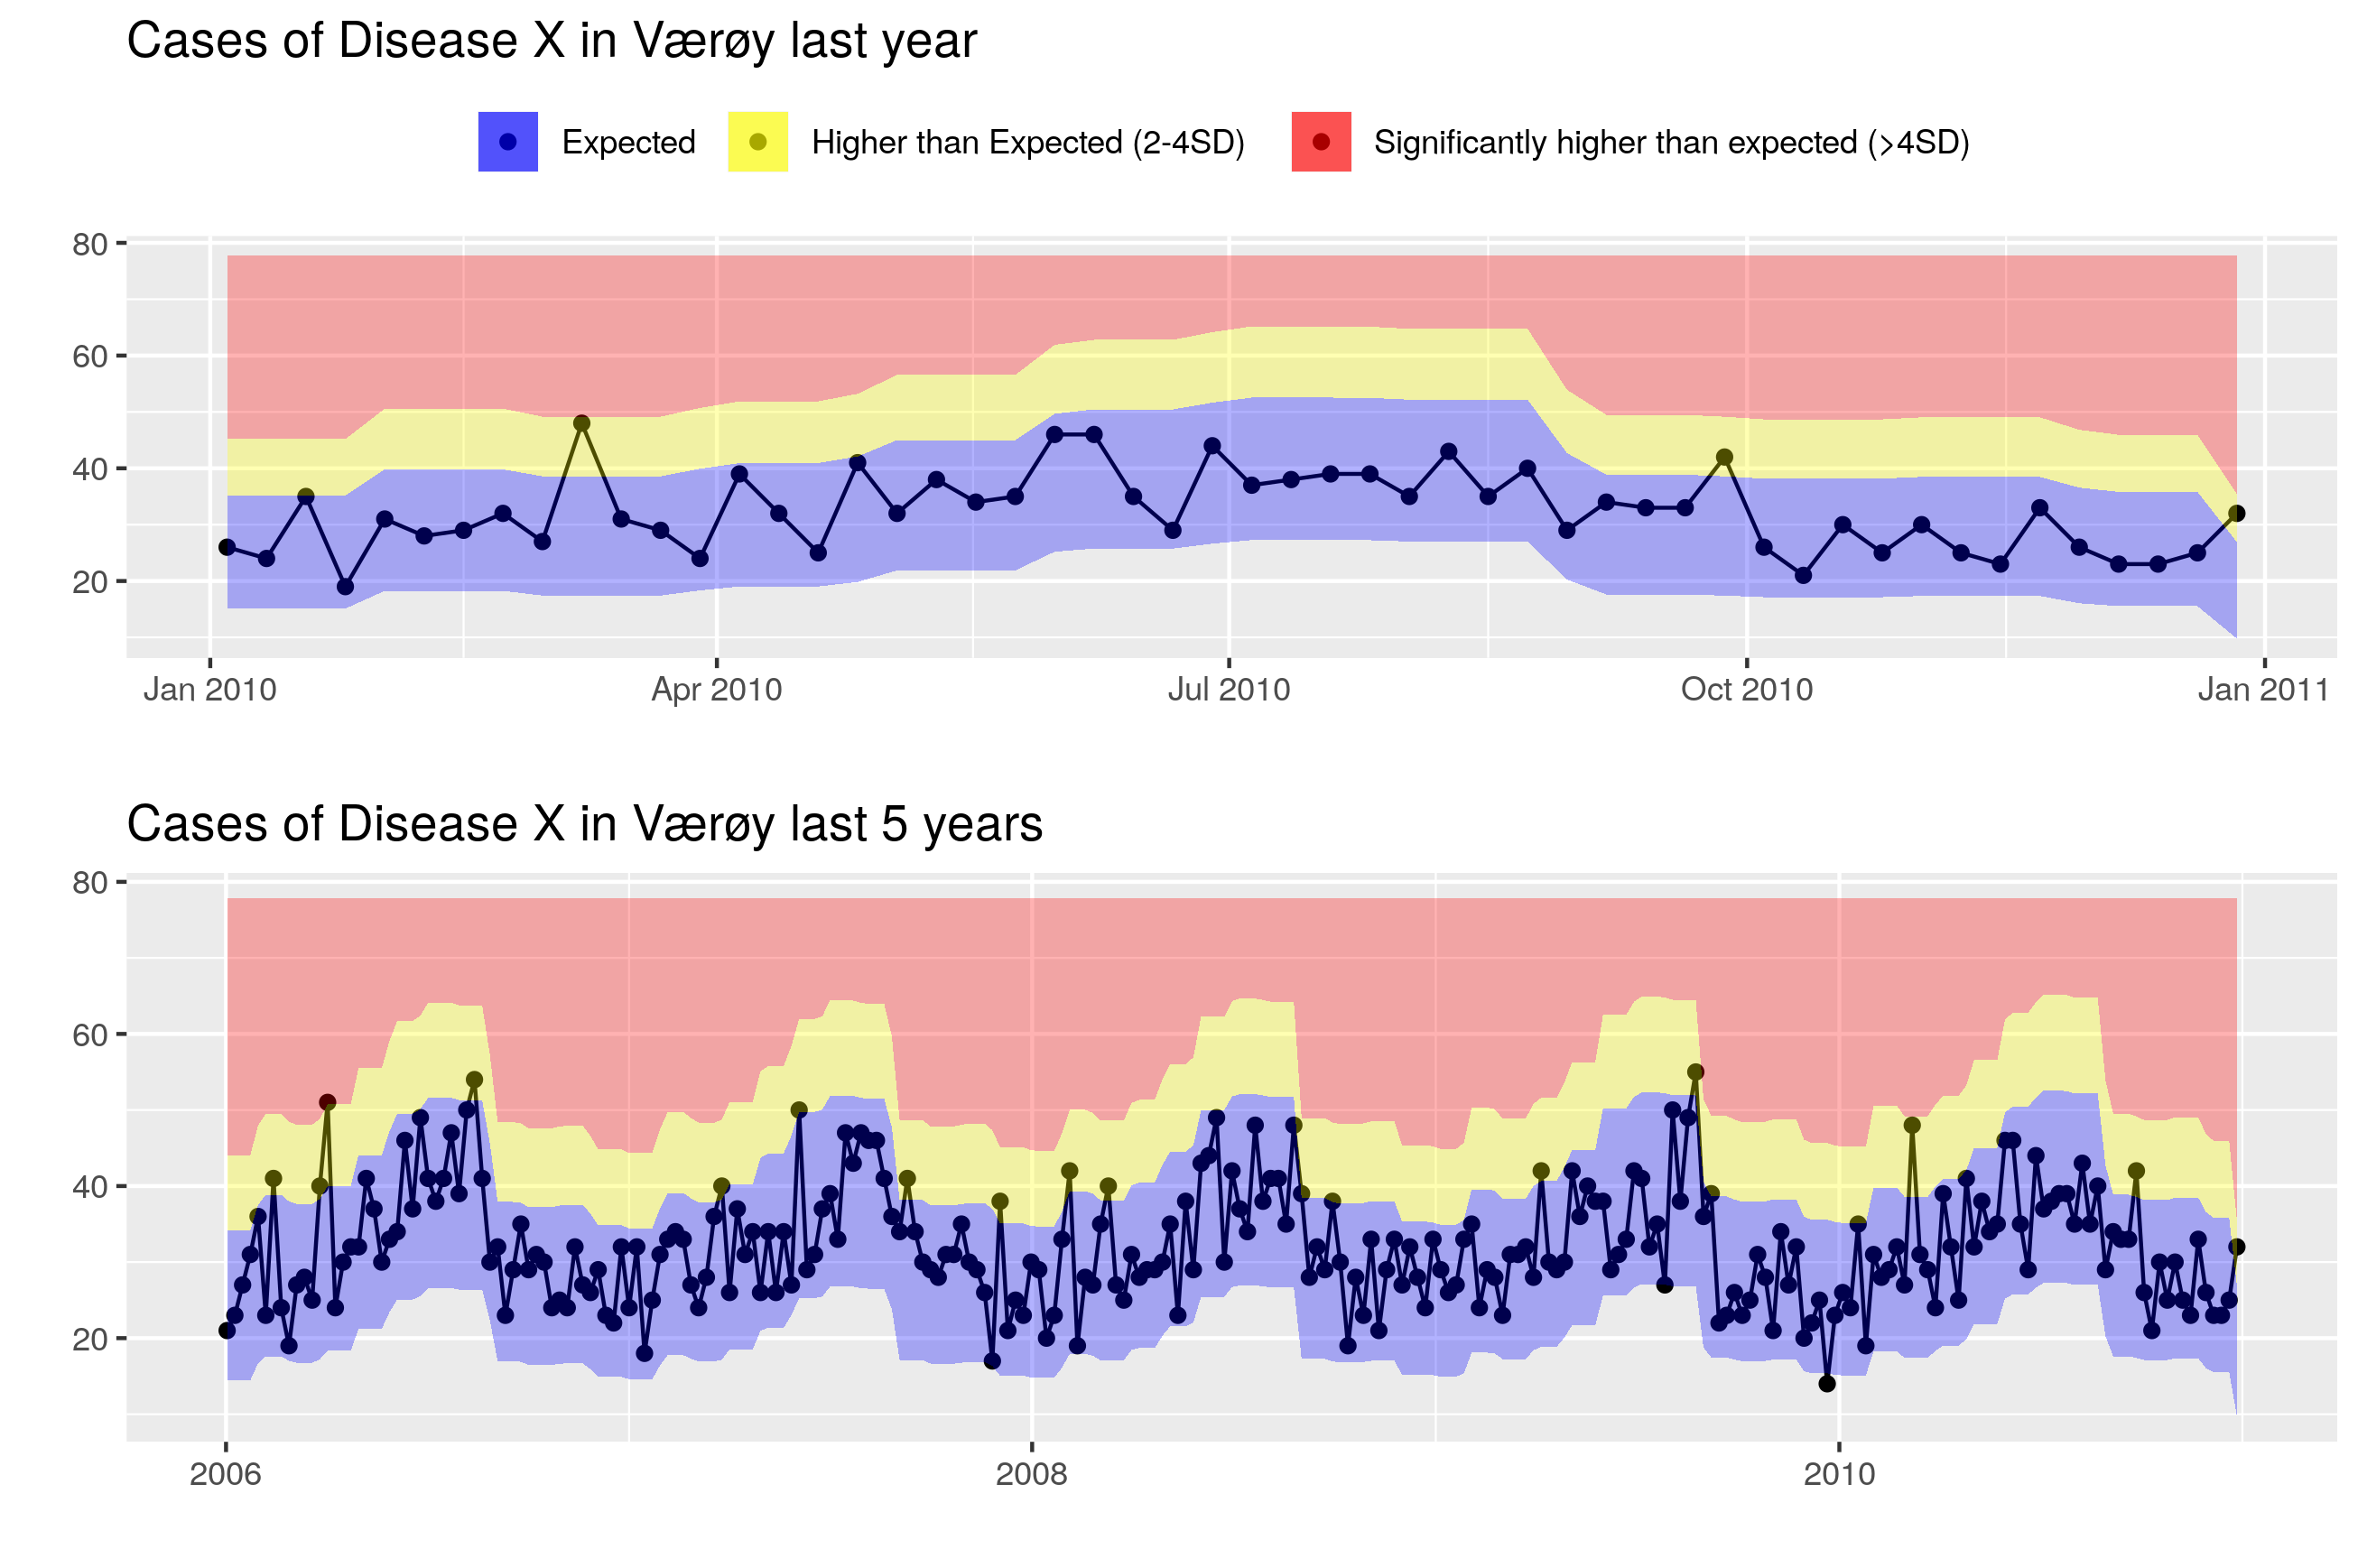 Cases of Disease X in Værøy last year
Expected Higher than Expected (2-4SD) Significantly higher than expected (>4SD)
80
60
40
20
Jan 2010 Apr 2010 Jul 2010 Oct 2010 Jan 2011
Cases of Disease X in Værøy last 5 years
80
60
40
20
2006 2008 2010